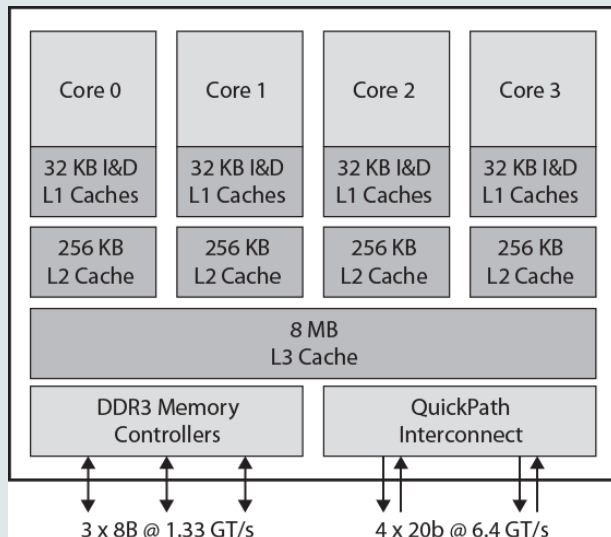 Core 0
Core 1
Core 2
Core 3
32 KB I&D
L1 Caches
32 KB I&D
L1 Caches
32 KB I&D
L1 Caches
32 KB I&D
L1 Caches
256 KB
L2 Cache
256 KB
L2 Cache
256 KB
L2 Cache
256 KB
L2 Cache
8 MB
L3 Cache
DDR3 Memory
Controllers
QuickPath
Interconnect
3 x 8B @ 1.33 GT/s
4 x 20b @ 6.4 GT/s